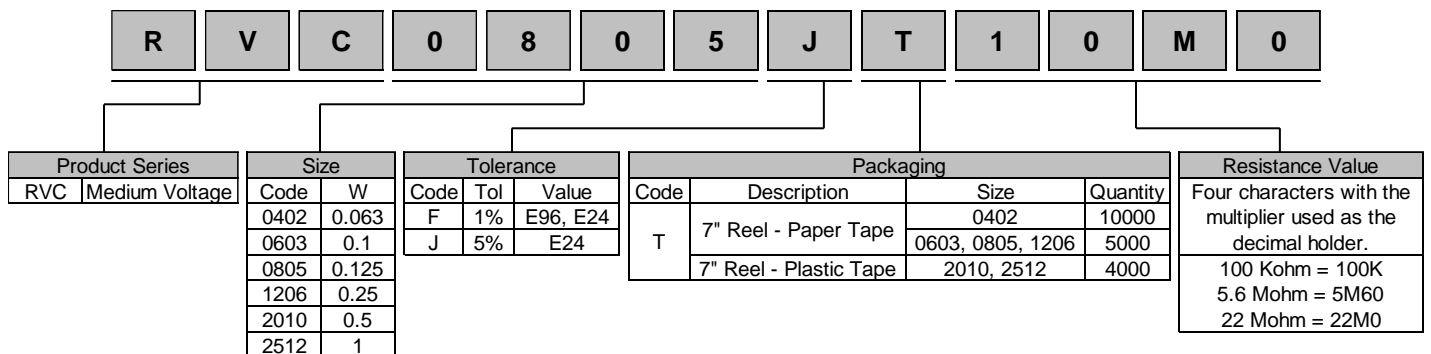 R V C 0 8 0 5 J T 1 0 M 0
Product Series
RVC Medium Voltage
Size
Code W
0402 0.063
0603 0.1
0805 0.125
1206 0.25
2010 0.5
2512 1
Tolerance
Code Tol Value
F 1% E96, E24
J 5% E24
Packaging
Code Description Size Quantity
T 7" Reel - Paper Tape 0402 10000
0603, 0805, 1206 5000
7" Reel - Plastic Tape 2010, 2512 4000
Resistance Value
Four characters with the
multiplier used as the
decimal holder.
100 Kohm = 100K
5.6 Mohm = 5M60
22 Mohm = 22M0